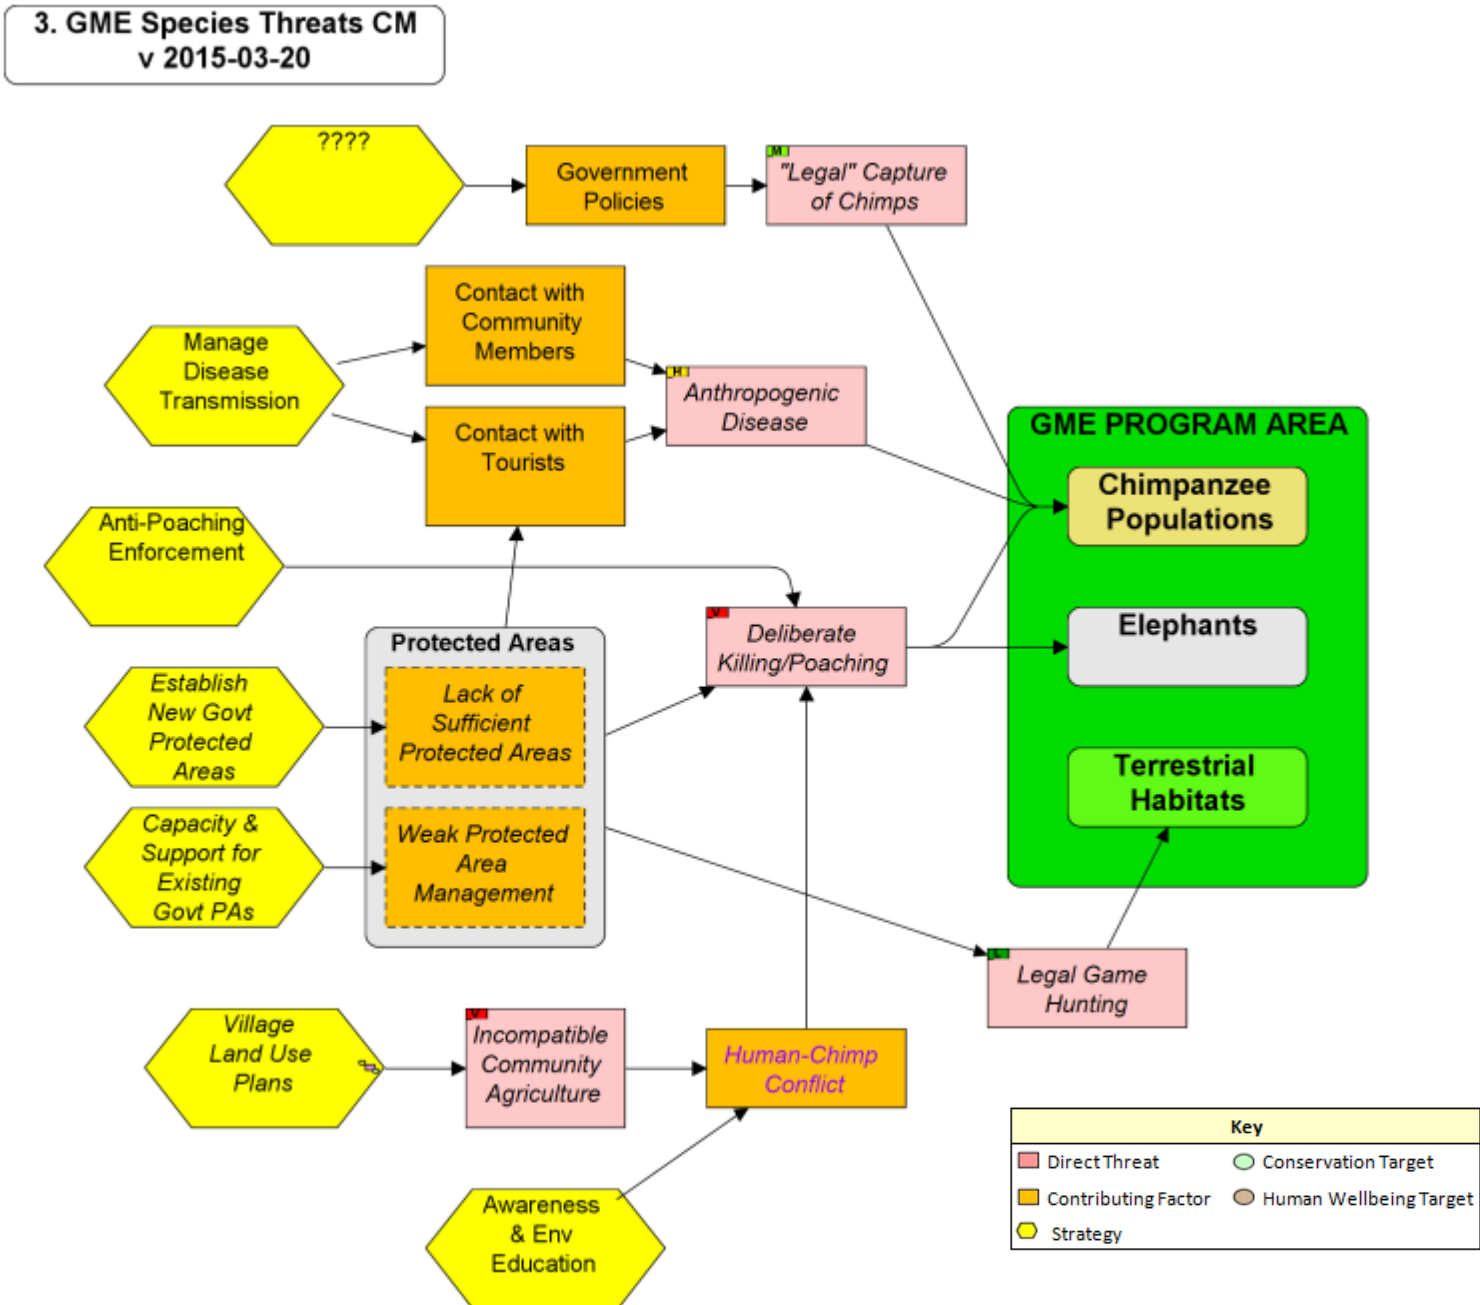 3. GME Species Threats CM
v 2015-03-20
????
Government
Policies
M
"Legal" Capture
of Chimps
Contact with
Community
Members
Manage
Disease
Transmission
H
Anthropogenic
Disease
Contact with
Tourists
GME PROGRAM AREA
Chimpanzee
Populations
Anti-Poaching
Enforcement
V
Deliberate
Killing/Poaching
Elephants
Protected Areas
Establish
New Govt
Protected
Areas
Lack of
Sufficient
Protected Areas
Terrestrial
Habitats
Capacity &
Support for
Existing
Govt PAs
Weak Protected
Area
Management
L
Legal Game
Hunting
Village
Land Use
Plans
V
Incompatible
Community
Agriculture
Human-Chimp
Conflict
Awareness
& Env
Education
Key
Direct Threat
Conservation Target
Contributing Factor
Human Wellbeing Target
Strategy